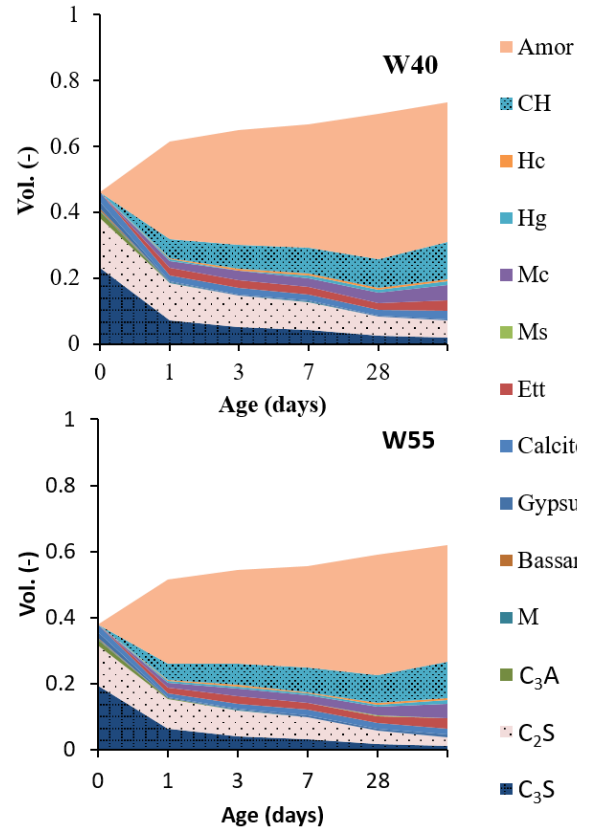 1
0.8
0.6
0.4
0.2
0
Vol. (-)
W40
0
1
3
7
28
Age (days)
1
0.8
0.6
0.4
0.2
0
Vol. (-)
W55
0
1
3
7
28
Age (days)
Amor
CH
Hc
Hg
Mc
Ms
Ett
Calcite
Gypsu
Bassar
M
C₃A
C₂S
C₃S